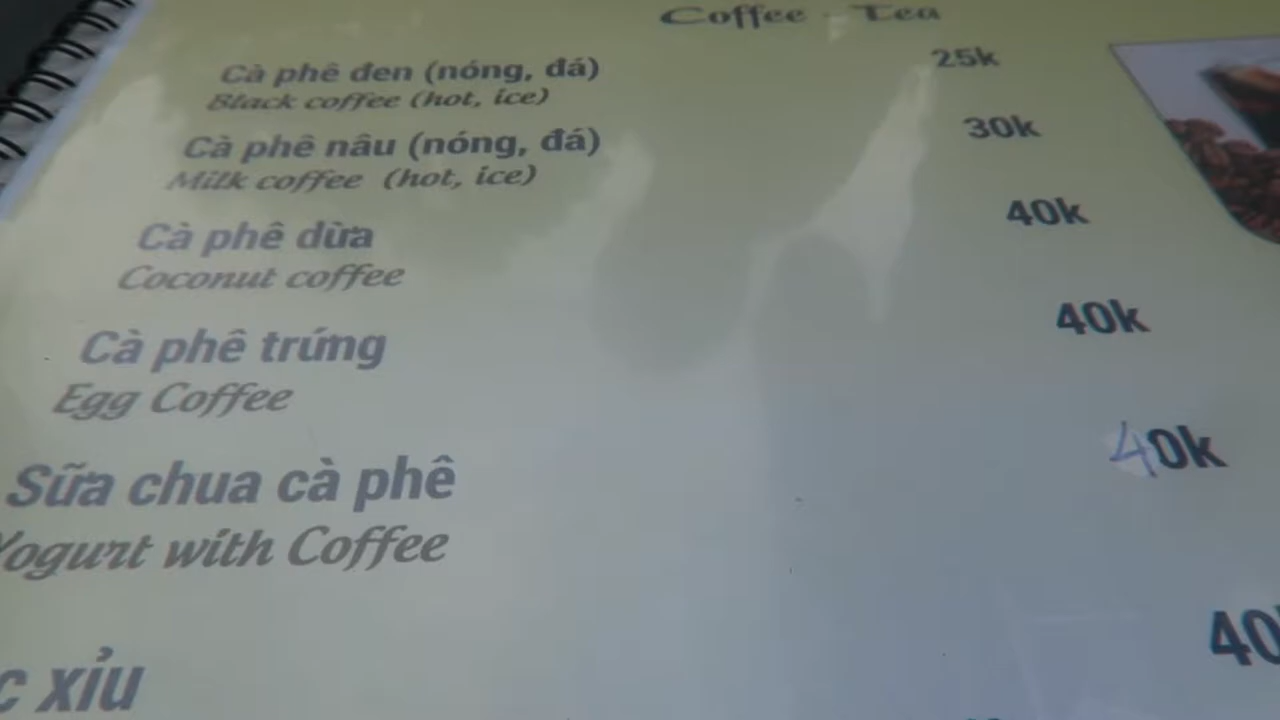 Coffee - Tea
Cà phê đen (nóng, đá) 25k
Black coffee (hot, ice)
Cà phê nâu (nóng, đá) 30k
Milk coffee (hot, ice)
Cà phê dừa 40k
Coconut coffee
Cà phê trứng 40k
Egg Coffee
Sữa chua cà phê 40k
Yogurt with Coffee
xỉu 40